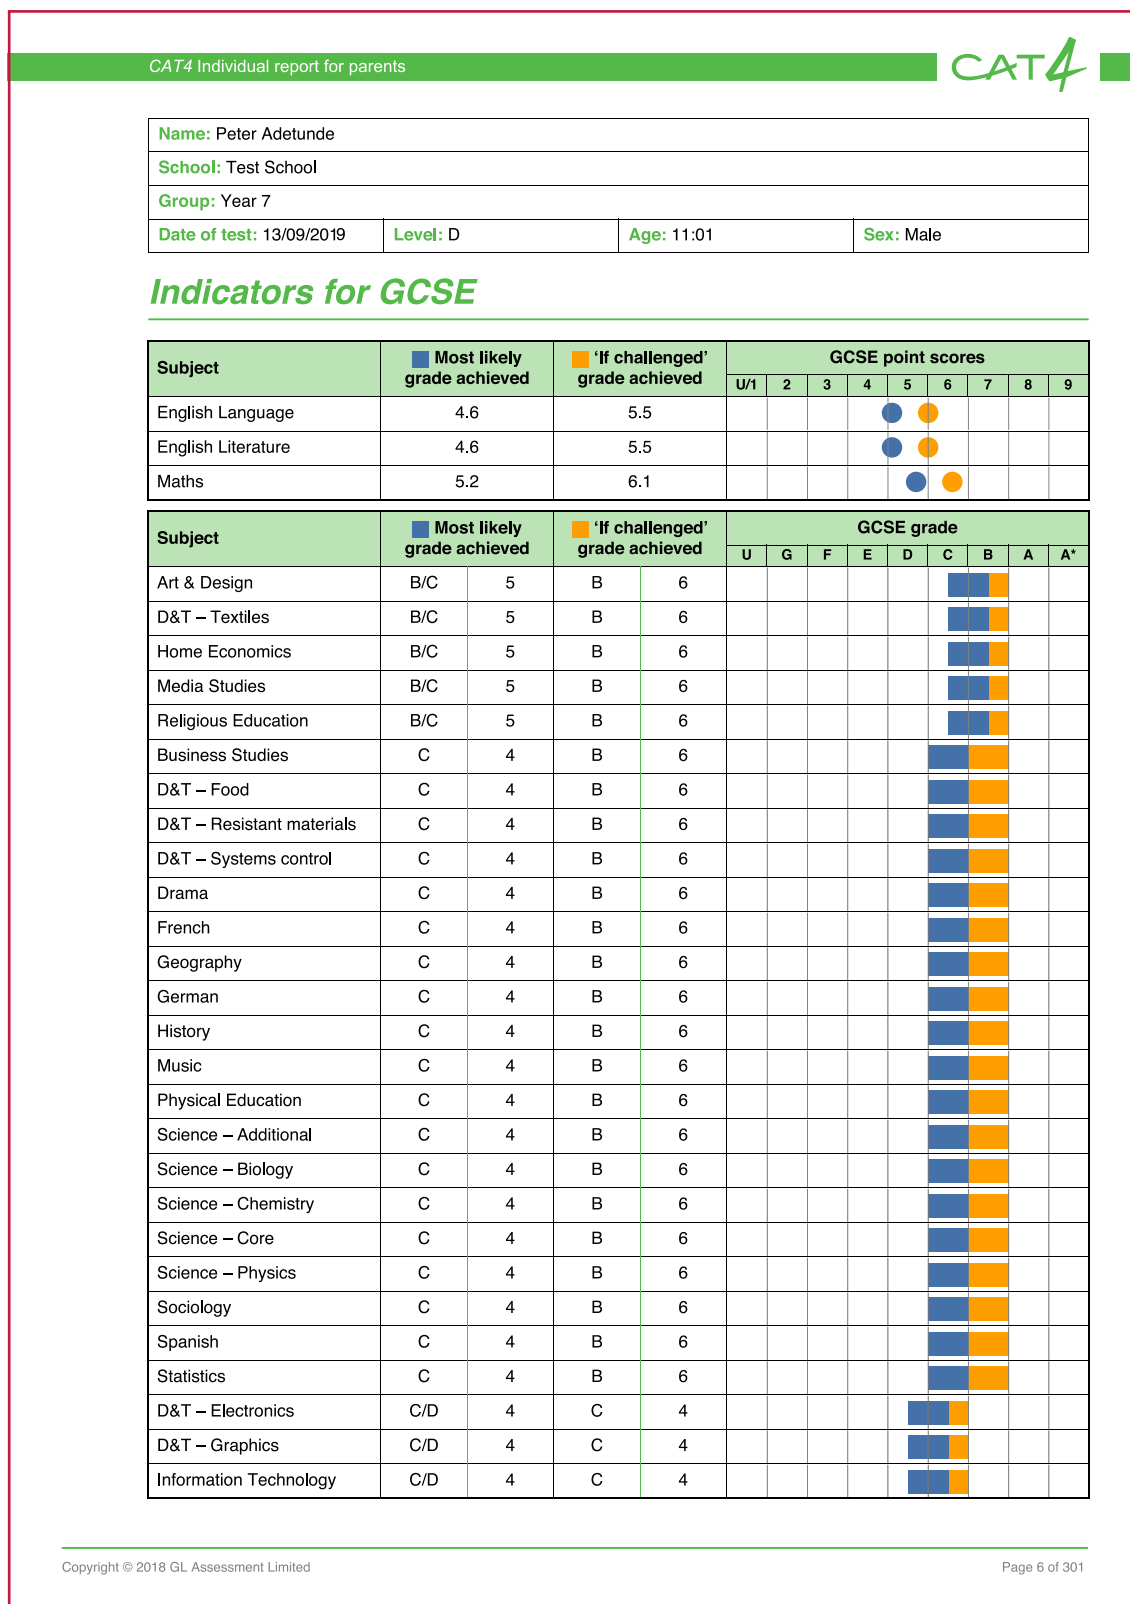 CAT4 Individual report for parents
CAT4
Name: Peter Adetunde
School: Test School
Group: Year 7
Date of test: 13/09/2019 Level: D Age: 11:01 Sex: Male
Indicators for GCSE
Subject Most likely grade achieved 'If challenged' grade achieved GCSE point scores
U/1 2 3 4 5 6 7 8 9
English Language 4.6 5.5
English Literature 4.6 5.5
Maths 5.2 6.1
Subject Most likely grade achieved 'If challenged' grade achieved GCSE grade
U G F E D C B A A*
Art & Design B/C 5 B 6
D&T – Textiles B/C 5 B 6
Home Economics B/C 5 B 6
Media Studies B/C 5 B 6
Religious Education B/C 5 B 6
Business Studies C 4 B 6
D&T – Food C 4 B 6
D&T – Resistant materials C 4 B 6
D&T – Systems control C 4 B 6
Drama C 4 B 6
French C 4 B 6
Geography C 4 B 6
German C 4 B 6
History C 4 B 6
Music C 4 B 6
Physical Education C 4 B 6
Science – Additional C 4 B 6
Science – Biology C 4 B 6
Science – Chemistry C 4 B 6
Science – Core C 4 B 6
Science – Physics C 4 B 6
Sociology C 4 B 6
Spanish C 4 B 6
Statistics C 4 B 6
D&T – Electronics C/D 4 C 4
D&T – Graphics C/D 4 C 4
Information Technology C/D 4 C 4
Copyright © 2018 GL Assessment Limited Page 6 of 301